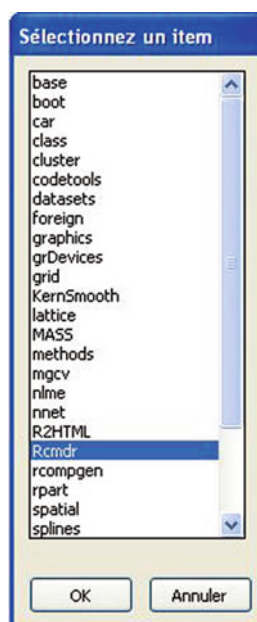 Sélectionnez un item
base
boot
car
class
cluster
codetools
datasets
foreign
graphics
grDevices
grid
KernSmooth
lattice
MASS
methods
mgcv
nlme
nnet
R2HTML
Rcmdr
rcompgen
rpart
spatial
splines
OK
Annuler